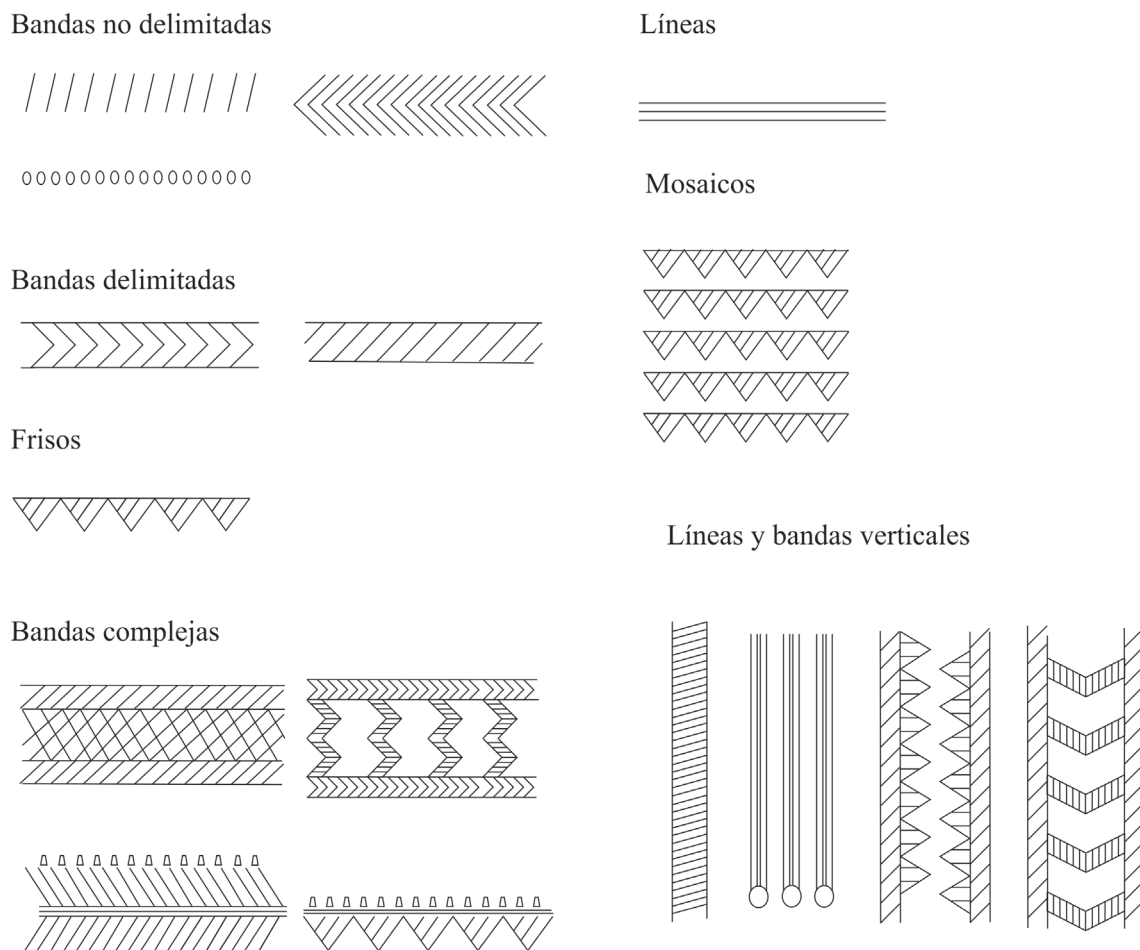 Bandas no delimitadas
Líneas
Mosaicos
Bandas delimitadas
Frisos
Líneas y bandas verticales
Bandas complejas